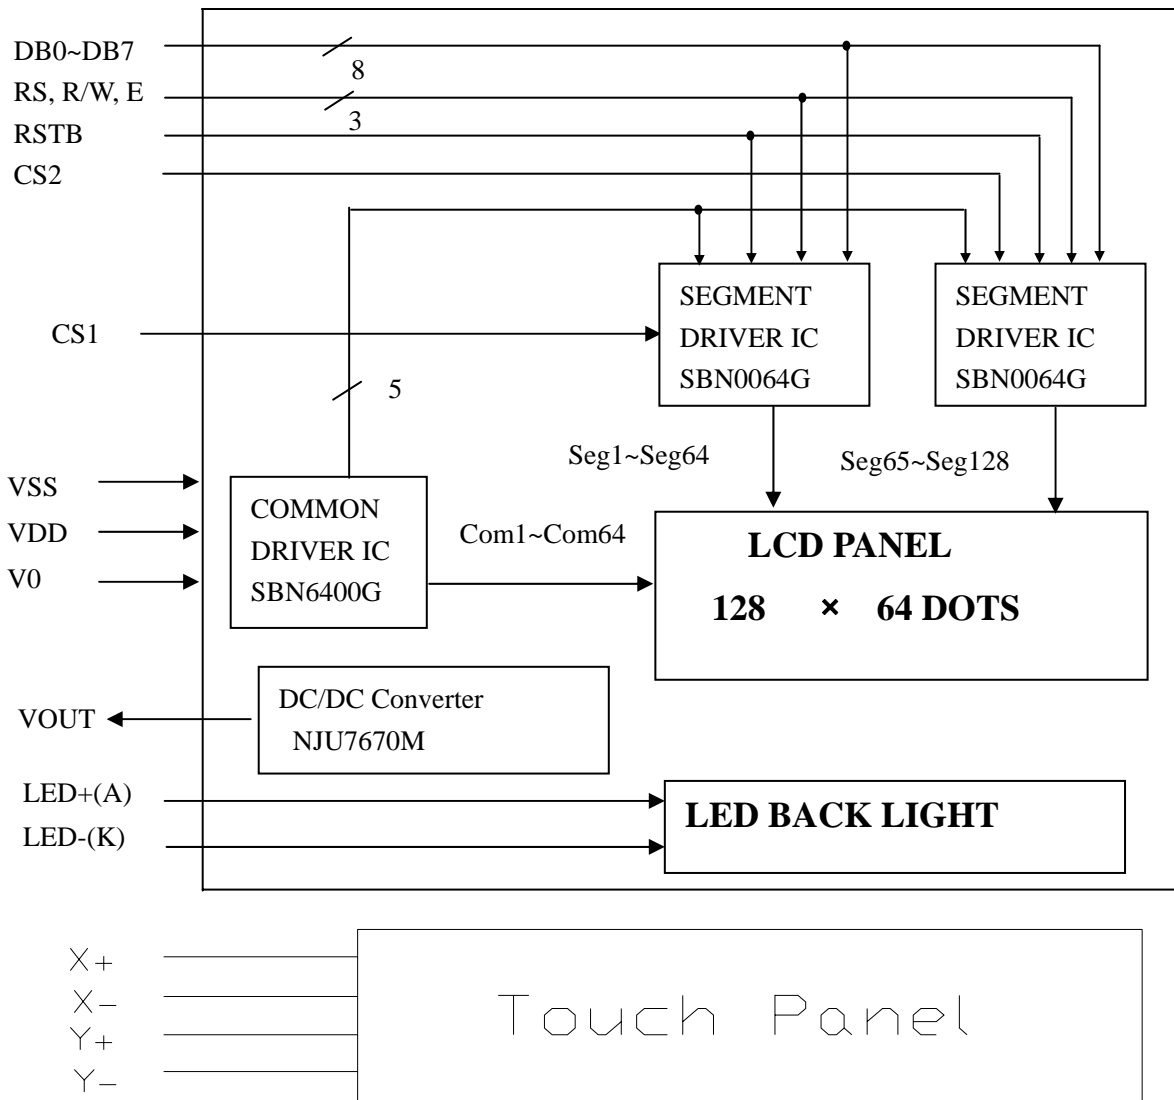 DB0~DB7
8
RS, R/W, E
3
RSTB
CS2
SEGMENT
DRIVER IC
SBN0064G
SEGMENT
DRIVER IC
SBN0064G
CS1
5
Seg1~Seg64
Seg65~Seg128
VSS
VDD
V0
COMMON
DRIVER IC
SBN6400G
Com1~Com64
LCD PANEL
128 × 64 DOTS
DC/DC Converter
NJU7670M
VOUT
LED+(A)
LED-(K)
LED BACK LIGHT
X+
X-
Y+
Y-
Touch Panel